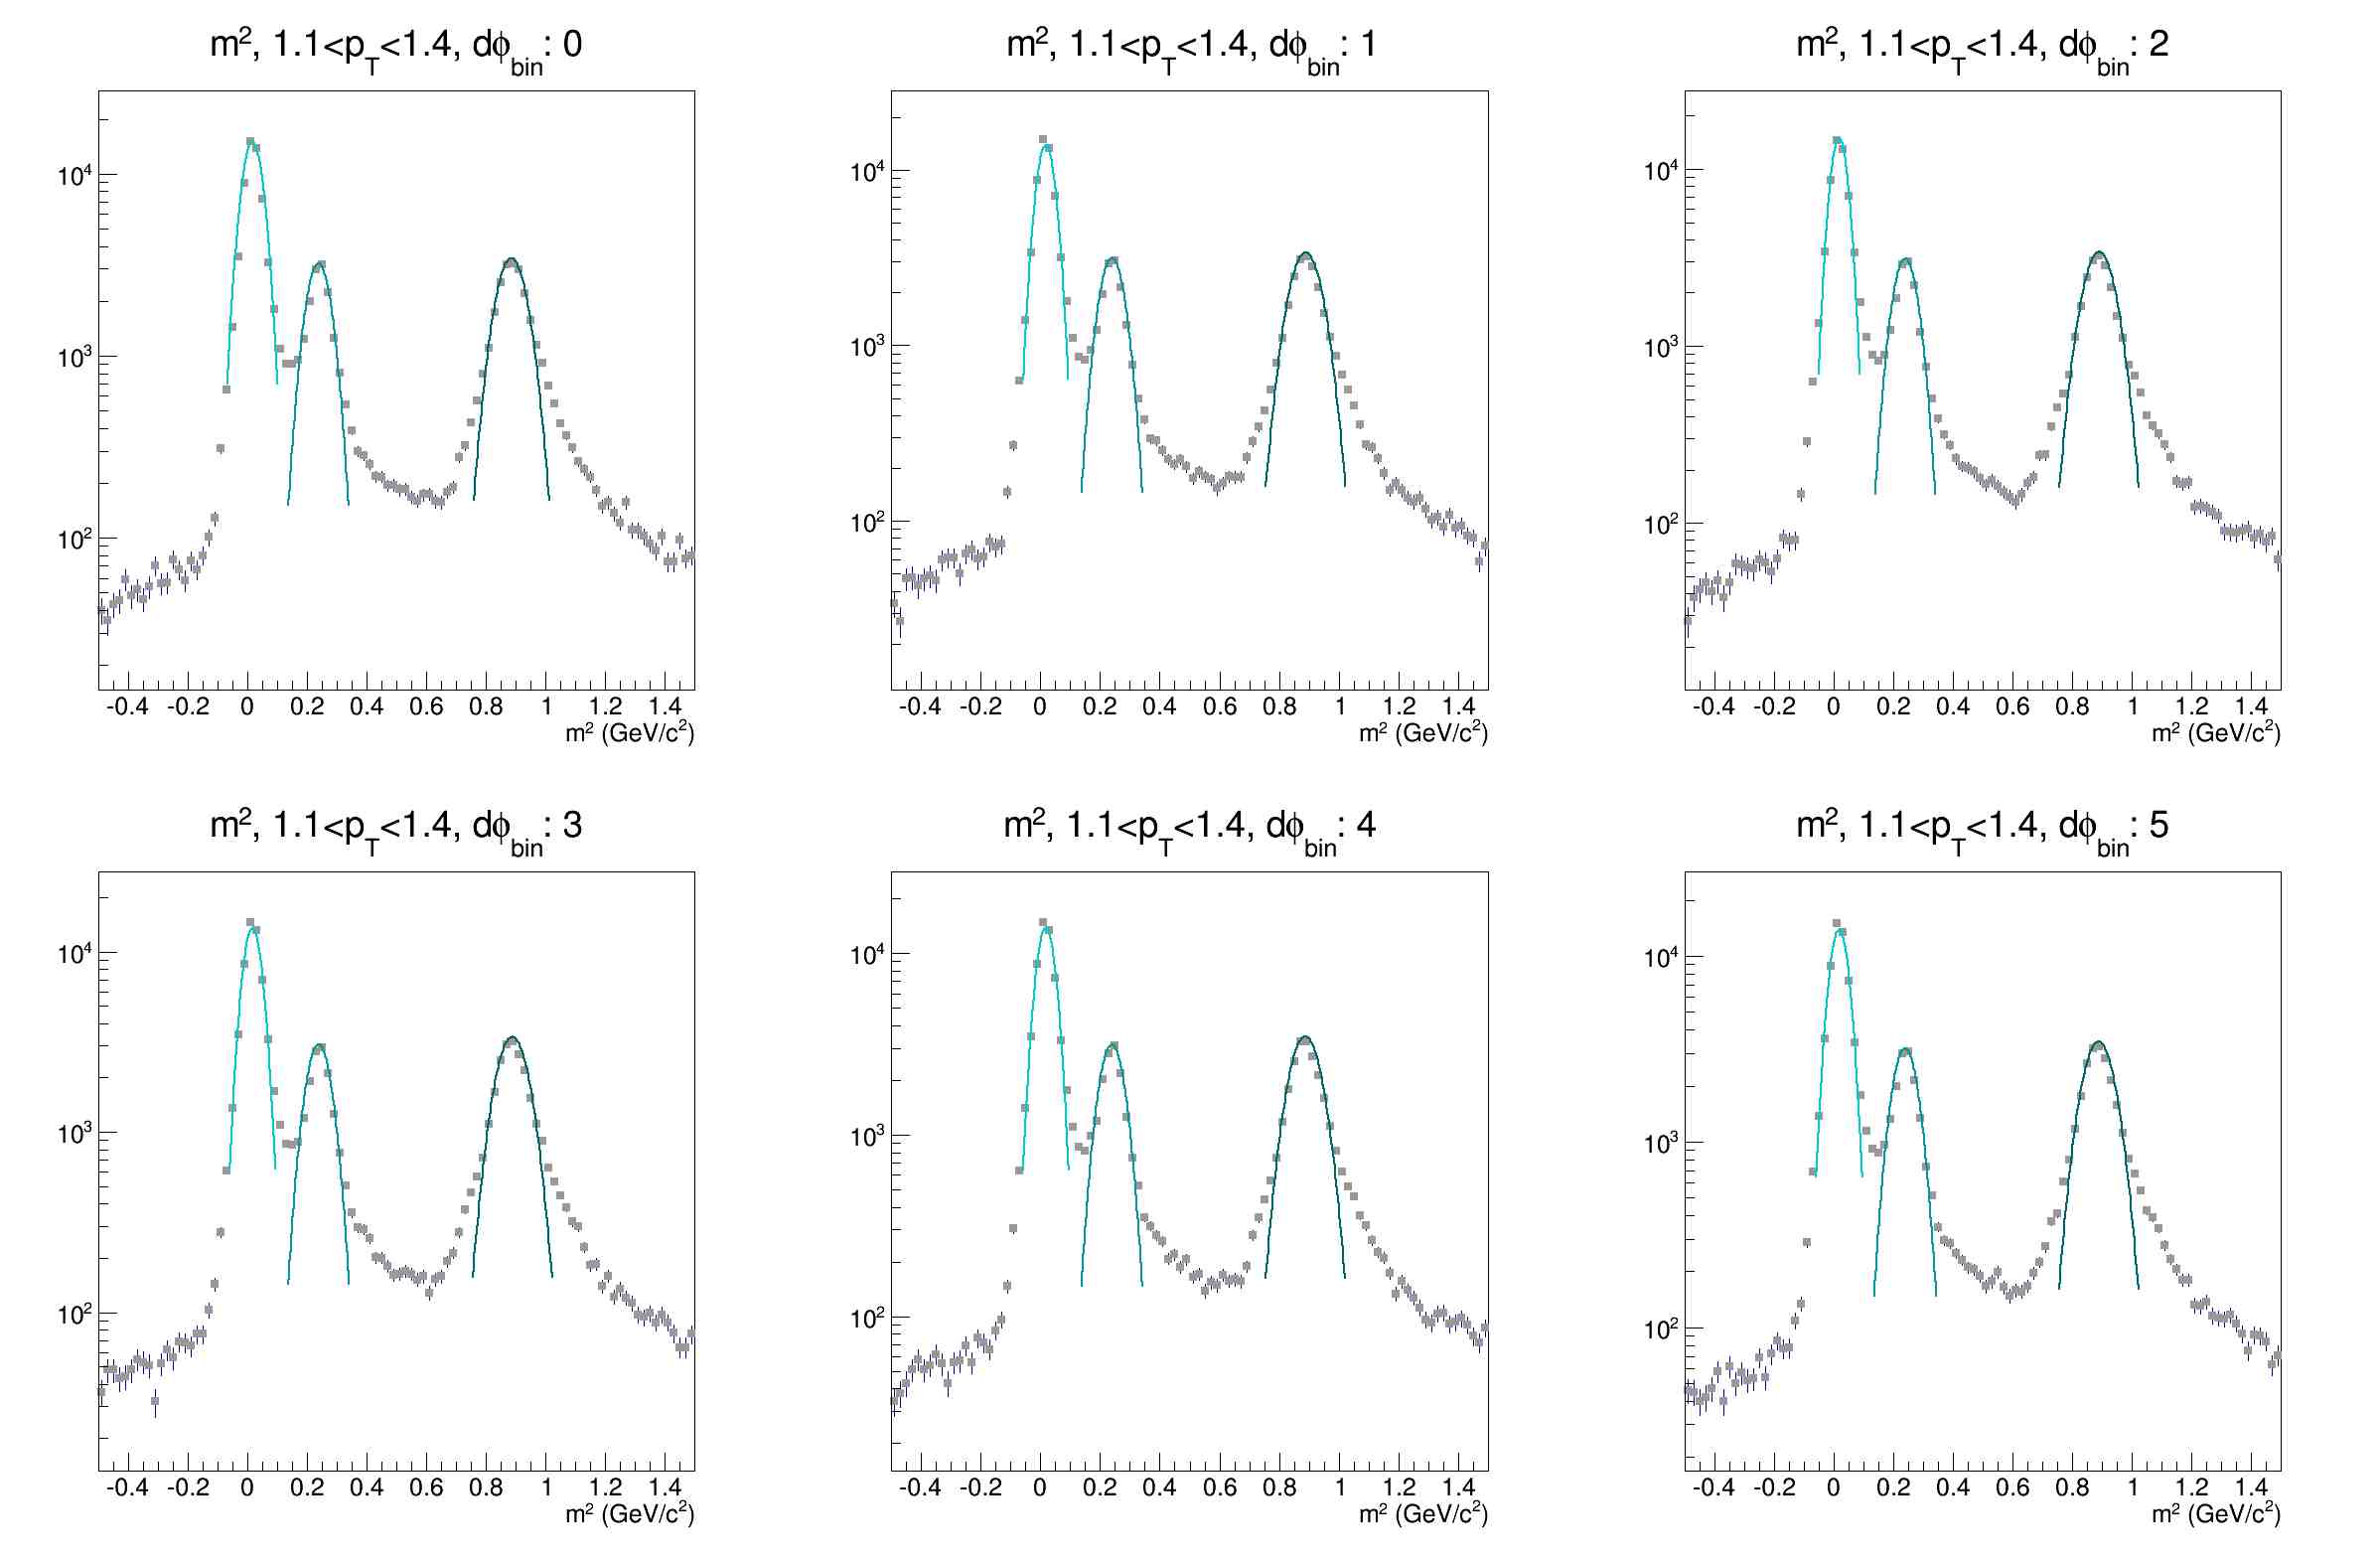 m², 1.1<p_T<1.4, dϕ_bin: 0
m², 1.1<p_T<1.4, dϕ_bin: 1
m², 1.1<p_T<1.4, dϕ_bin: 2
10⁴
10³
10²
10⁴
10³
10²
10⁴
10³
10²
-0.4 -0.2 0 0.2 0.4 0.6 0.8 1 1.2 1.4
-0.4 -0.2 0 0.2 0.4 0.6 0.8 1 1.2 1.4
-0.4 -0.2 0 0.2 0.4 0.6 0.8 1 1.2 1.4
m² (GeV/c²)
m² (GeV/c²)
m² (GeV/c²)
m², 1.1<p_T<1.4, dϕ_bin: 3
m², 1.1<p_T<1.4, dϕ_bin: 4
m², 1.1<p_T<1.4, dϕ_bin: 5
10⁴
10³
10²
10⁴
10³
10²
10⁴
10³
10²
-0.4 -0.2 0 0.2 0.4 0.6 0.8 1 1.2 1.4
-0.4 -0.2 0 0.2 0.4 0.6 0.8 1 1.2 1.4
-0.4 -0.2 0 0.2 0.4 0.6 0.8 1 1.2 1.4
m² (GeV/c²)
m² (GeV/c²)
m² (GeV/c²)